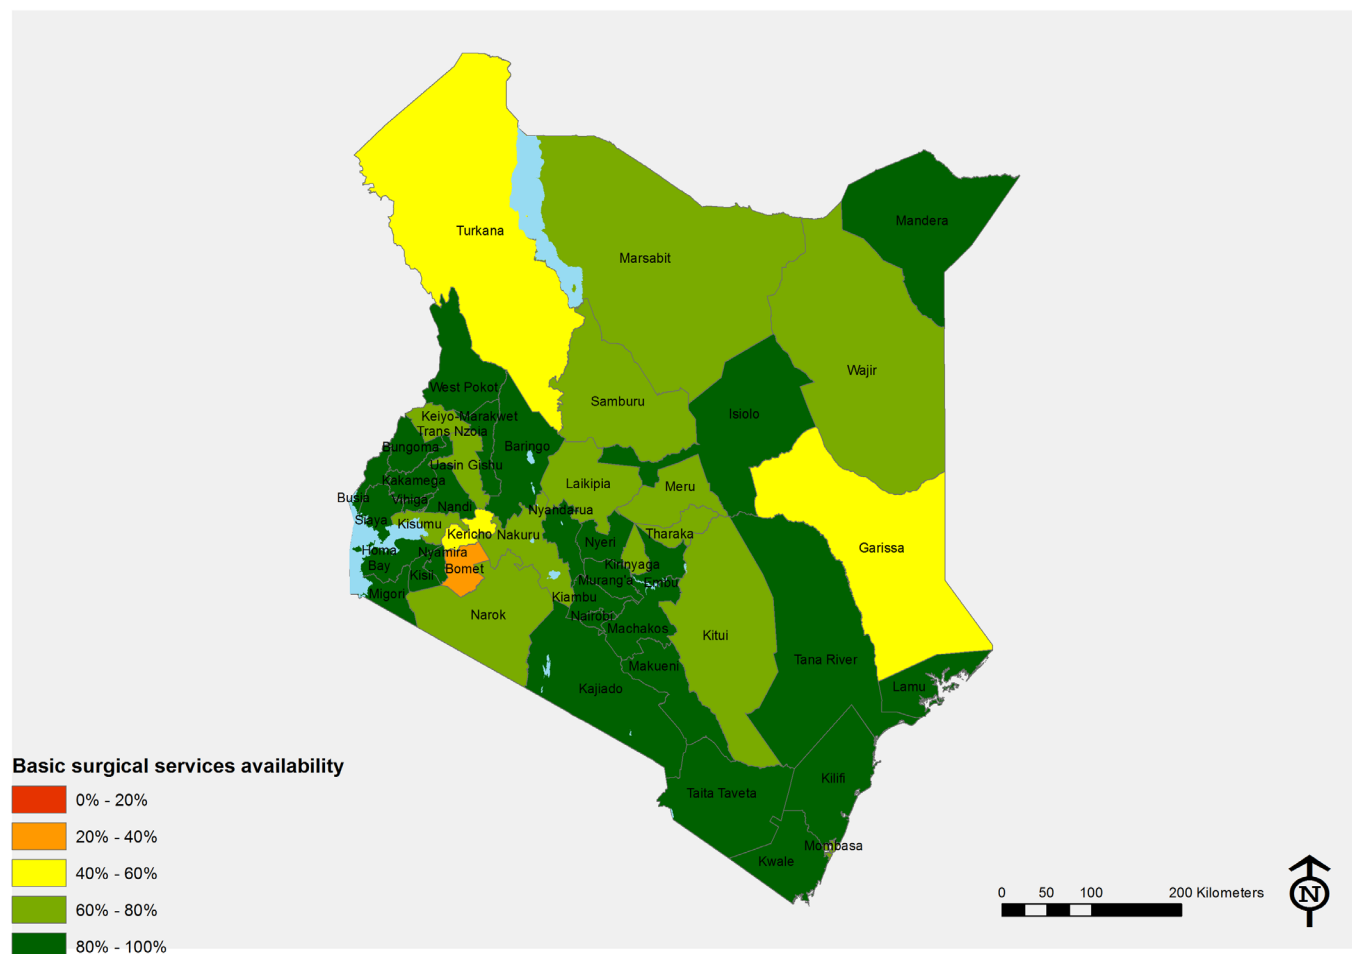 Mandera
Turkana
Marsabit
Wajir
West Pokot
Samburu
Isiolo
Keiyo-Marakwet
Trans Nzoia
Bungoma
Baringo
Uasin Gishu
Kakamega
Laikipia
Meru
Busia
Vihiga
Nandi
Nyandarua
Siaya
Kisumu
Kericho
Nakuru
Tharaka
Nyeri
Garissa
Homa
Bay
Nyamira
Kirinyaga
Bomet
Kisii
Murang'a
Embu
Migori
Kiambu
Narok
Nairobi
Machakos
Kitui
Makueni
Tana River
Kajiado
Lamu
Kilifi
Taita Taveta
Mombasa
Kwale
Basic surgical services availability
0% - 20%
20% - 40%
40% - 60%
60% - 80%
80% - 100%
0 50 100 200 Kilometers
N